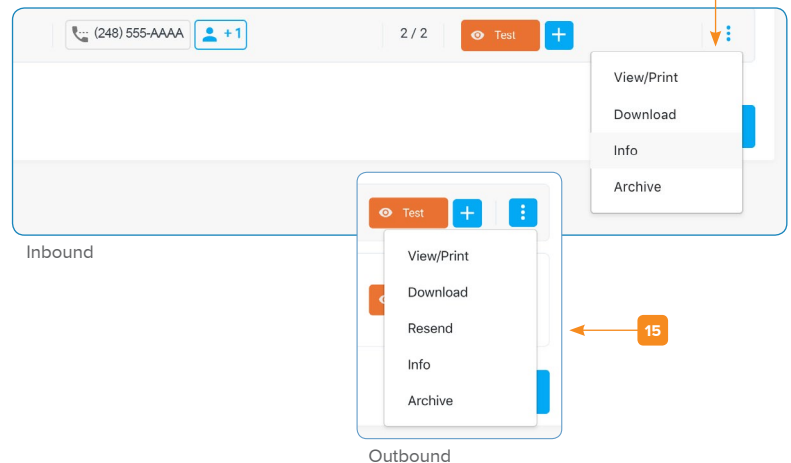 (248) 555-AAAA
+1
2 / 2
Test
View/Print
Download
Info
Archive
Inbound
Test
View/Print
Download
Resend
Info
Archive
15
Outbound